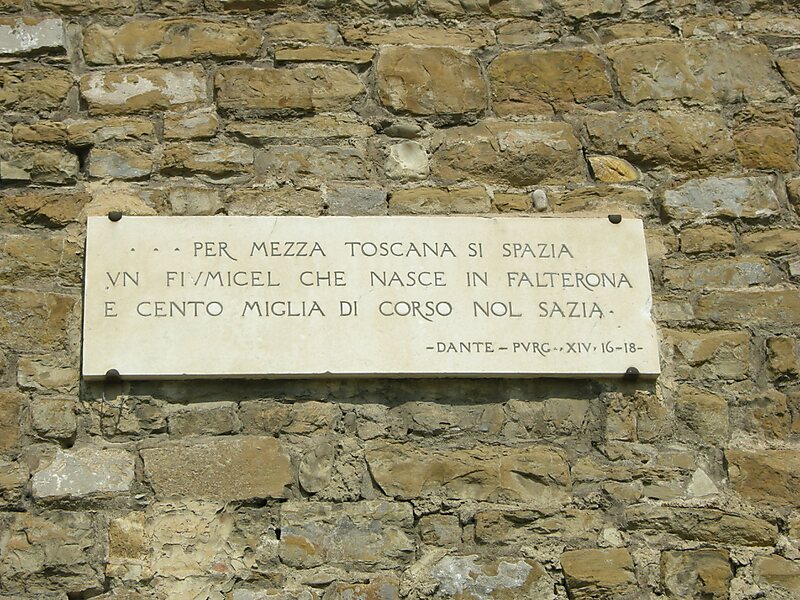 · · · PER MEZZA TOSCANA SI SPAZIA
VN FIVMICEL CHE NASCE IN FALTERONA
E CENTO MIGLIA DI CORSO NOL SAZIA·
-DANTE-PVRG··XIV·16-18-